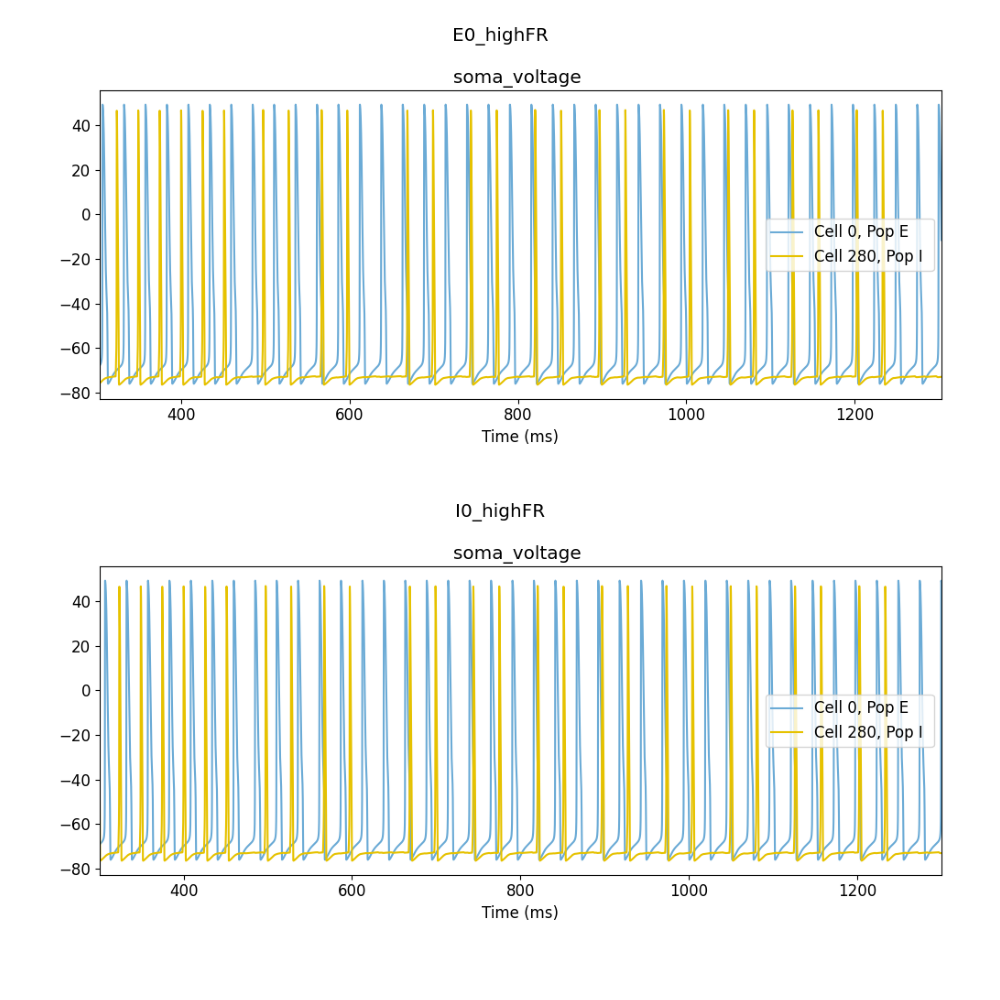 E0_highFR
soma_voltage
40
20
0
−20
−40
−60
−80
Cell 0, Pop E
Cell 280, Pop I
400 600 800 1000 1200
Time (ms)
I0_highFR
soma_voltage
40
20
0
−20
−40
−60
−80
Cell 0, Pop E
Cell 280, Pop I
400 600 800 1000 1200
Time (ms)